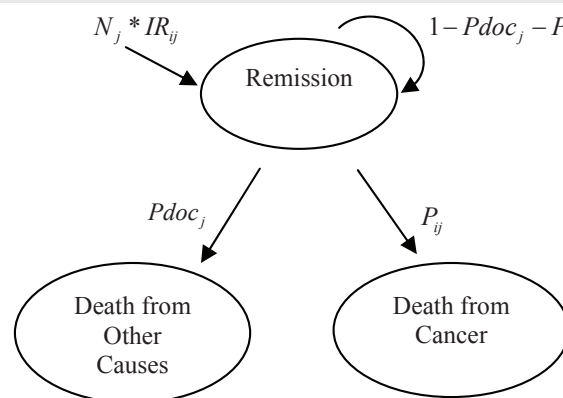 N_j * IR_ij
1 − Pdoc_j − P
Remission
Pdoc_j
P_ij
Death from
Other
Causes
Death from
Cancer